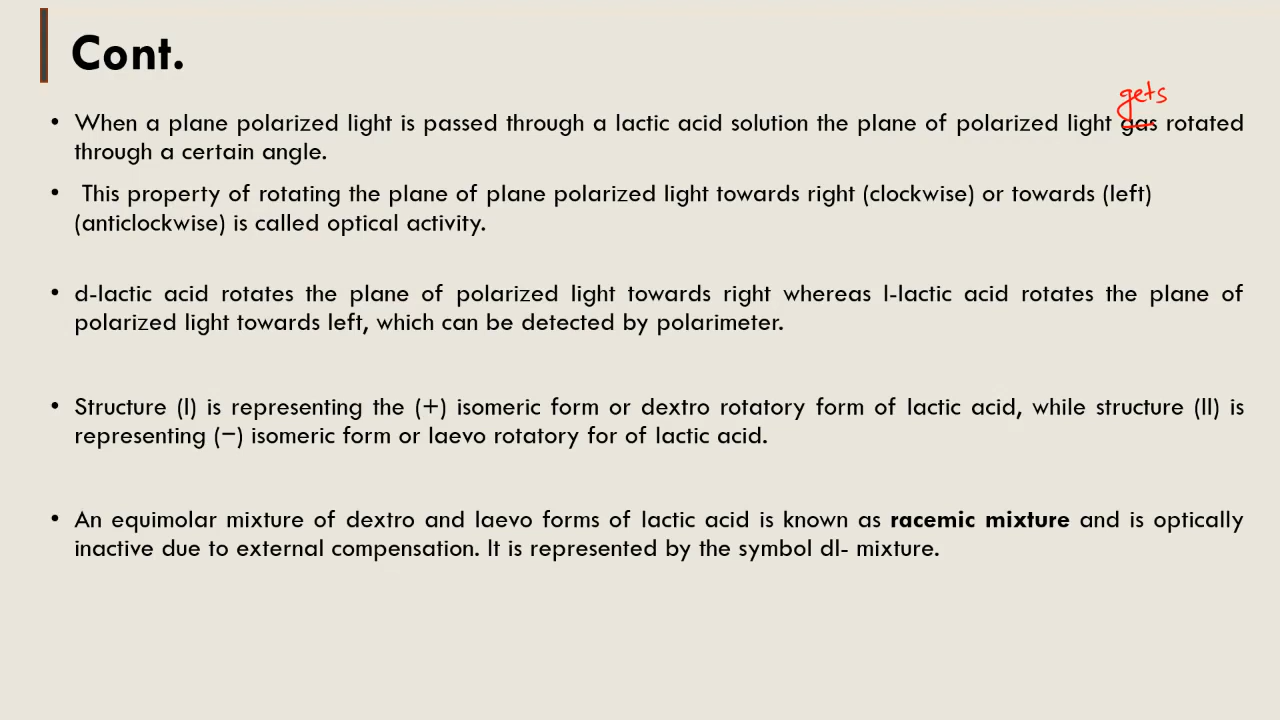 Cont.
gets
• When a plane polarized light is passed through a lactic acid solution the plane of polarized light gas rotated
through a certain angle.
• This property of rotating the plane of plane polarized light towards right (clockwise) or towards (left)
(anticlockwise) is called optical activity.
• d-lactic acid rotates the plane of polarized light towards right whereas l-lactic acid rotates the plane of
polarized light towards left, which can be detected by polarimeter.
• Structure (I) is representing the (+) isomeric form or dextro rotatory form of lactic acid, while structure (II) is
representing (−) isomeric form or laevo rotatory for of lactic acid.
• An equimolar mixture of dextro and laevo forms of lactic acid is known as racemic mixture and is optically
inactive due to external compensation. It is represented by the symbol dl- mixture.